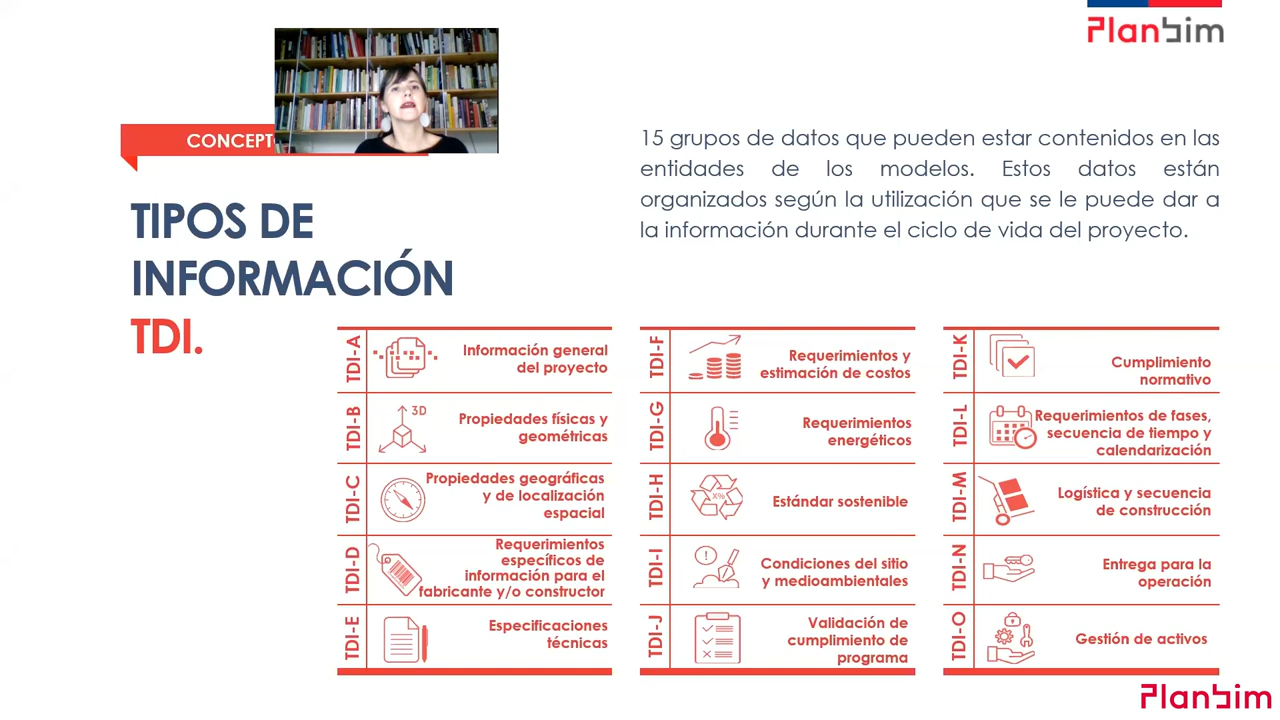 PlanbIm
CONCEPT
15 grupos de datos que pueden estar contenidos en las
entidades de los modelos. Estos datos están
organizados según la utilización que se le puede dar a
la información durante el ciclo de vida del proyecto.
TIPOS DE
INFORMACIÓN
TDI.
TDI-A
Información general
del proyecto
TDI-B
3D
Propiedades físicas y
geométricas
TDI-C
Propiedades geográficas
y de localización
espacial
TDI-D
Requerimientos
específicos de
información para el
fabricante y/o constructor
TDI-E
Especificaciones
técnicas
TDI-F
Requerimientos y
estimación de costos
TDI-G
Requerimientos
energéticos
TDI-H
X%
Estándar sostenible
TDI-I
!
Condiciones del sitio
y medioambientales
TDI-J
Validación de
cumplimiento de
programa
TDI-K
Cumplimiento
normativo
TDI-L
Requerimientos de fases,
secuencia de tiempo y
calendarización
TDI-M
Logística y secuencia
de construcción
TDI-N
Entrega para la
operación
TDI-O
Gestión de activos
PlanbIm